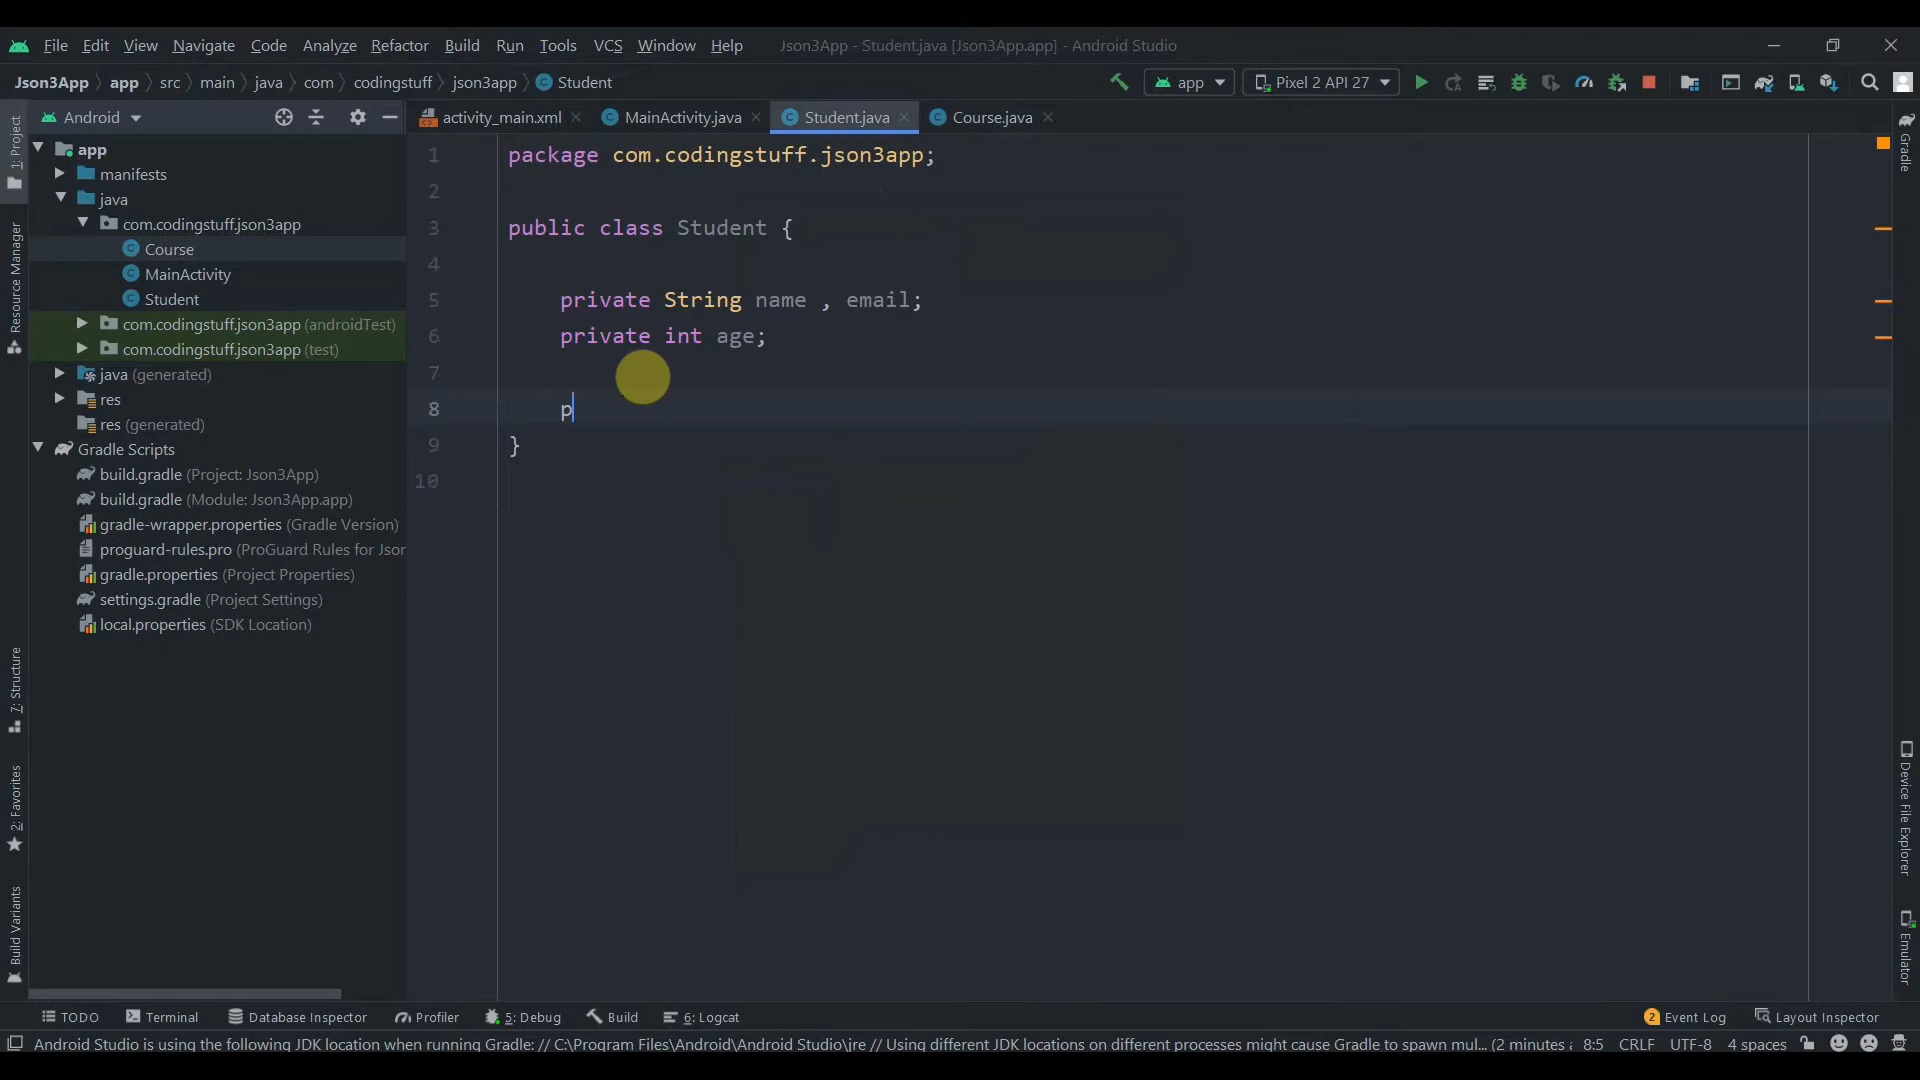 File Edit View Navigate Code Analyze Refactor Build Run Tools VCS Window Help Json3App - Student.java [Json3App.app] - Android Studio
Json3App app src main java com codingstuff json3app Student app Pixel 2 API 27
1: Project
Resource Manager
7: Structure
2: Favorites
Build Variants
Android
app
manifests
java
com.codingstuff.json3app
Course
MainActivity
Student
com.codingstuff.json3app (androidTest)
com.codingstuff.json3app (test)
java (generated)
res
res (generated)
Gradle Scripts
build.gradle (Project: Json3App)
build.gradle (Module: Json3App.app)
gradle-wrapper.properties (Gradle Version)
proguard-rules.pro (ProGuard Rules for Jsor
gradle.properties (Project Properties)
settings.gradle (Project Settings)
local.properties (SDK Location)
activity_main.xml MainActivity.java Student.java Course.java
1 package com.codingstuff.json3app;
2
3 public class Student {
4
5 private String name , email;
6 private int age;
7
8 p
9 }
10
Gradle
Device File Explorer
Emulator
TODO Terminal Database Inspector Profiler 5: Debug Build 6: Logcat 2 Event Log Layout Inspector
Android Studio is using the following JDK location when running Gradle: // C:\Program Files\Android\Android Studio\jre // Using different JDK locations on different processes might cause Gradle to spawn mul... (2 minutes a 8:5 CRLF UTF-8 4 spaces